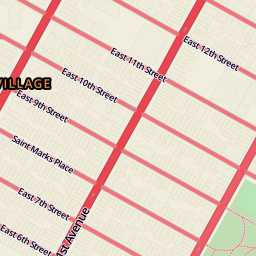 East 12th Street
East 11th Street
East 10th Street
VILLAGE
East 9th Street
Saint Marks Place
East 7th Street
1st Avenue
East 6th Street